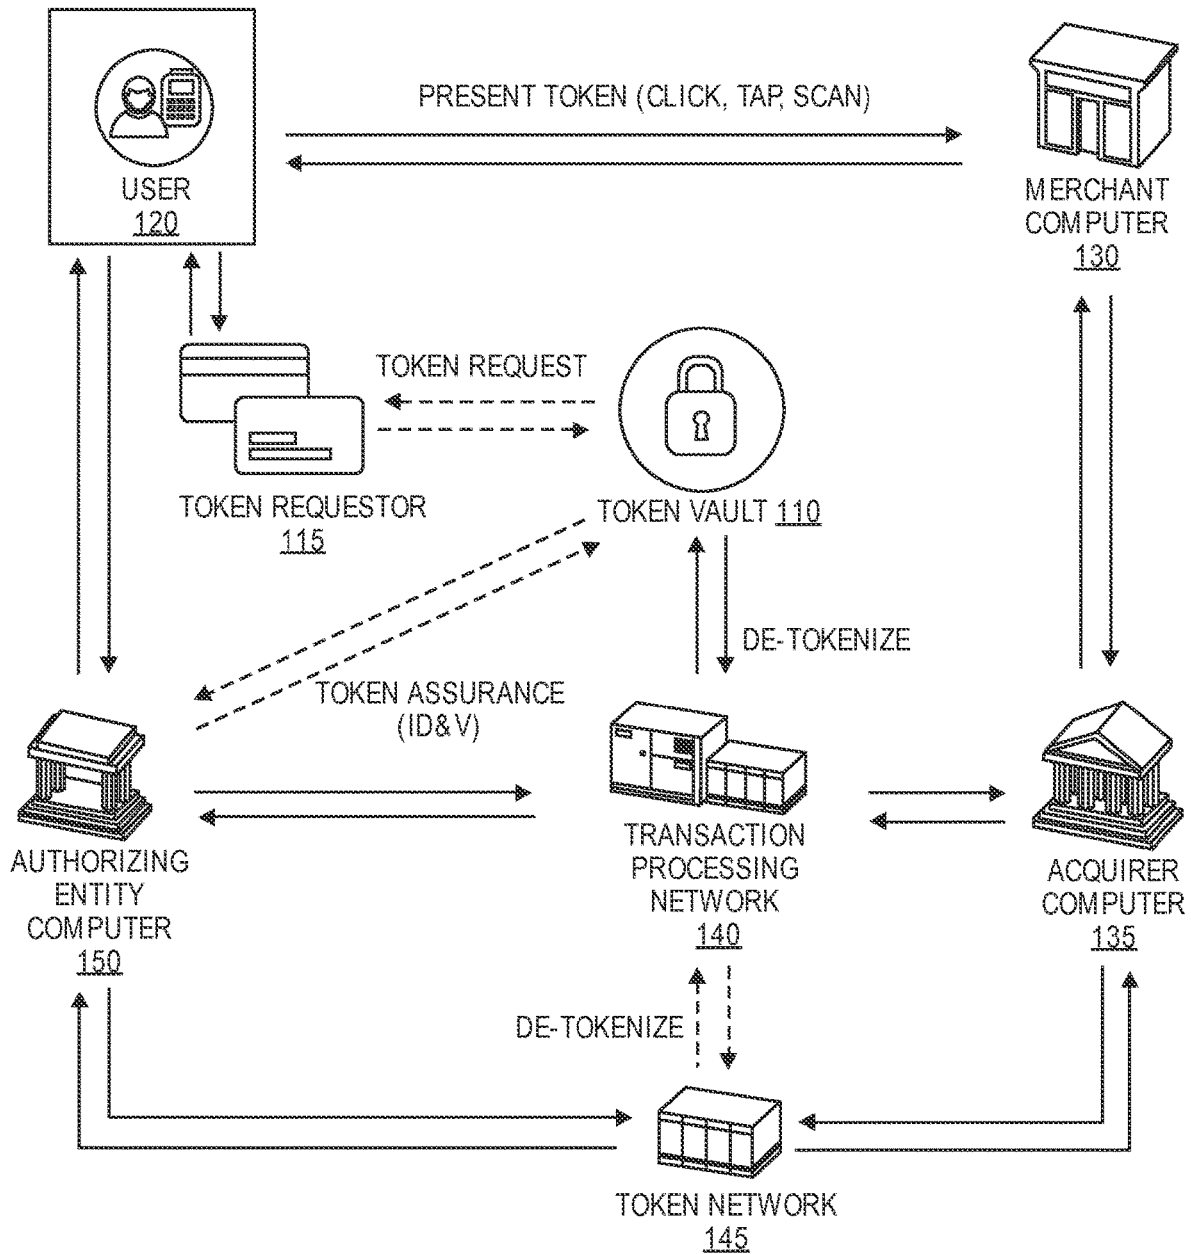 PRESENT TOKEN (CLICK, TAP, SCAN)
USER
120
MERCHANT
COMPUTER
130
TOKEN REQUEST
TOKEN REQUESTOR
115
TOKEN VAULT 110
DE-TOKENIZE
TOKEN ASSURANCE
(ID&V)
AUTHORIZING
ENTITY
COMPUTER
150
TRANSACTION
PROCESSING
NETWORK
140
ACQUIRER
COMPUTER
135
DE-TOKENIZE
TOKEN NETWORK
145